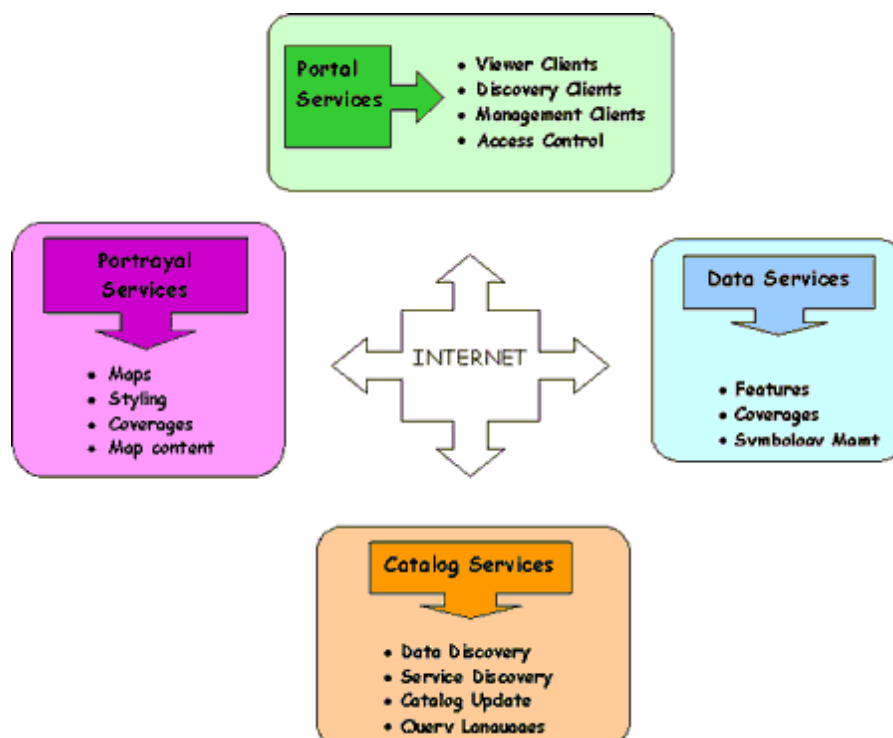 Portal
Services
• Viewer Clients
• Discovery Clients
• Management Clients
• Access Control
Portrayal
Services
• Maps
• Styling
• Coverages
• Map content
INTERNET
Data Services
• Features
• Coverages
• Symbology Mgmt
Catalog Services
• Data Discovery
• Service Discovery
• Catalog Update
• Query Languages